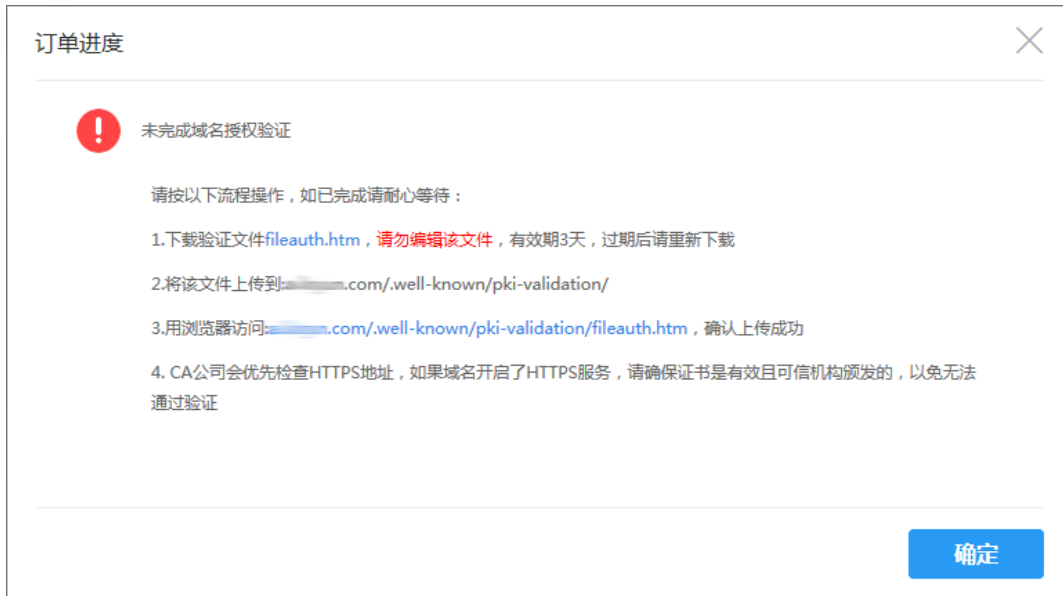 订单进度
未完成域名授权验证
请按以下流程操作，如已完成请耐心等待：
1.下载验证文件fileauth.htm，请勿编辑该文件，有效期3天，过期后请重新下载
2.将该文件上传到:.com/.well-known/pki-validation/
3.用浏览器访问:.com/.well-known/pki-validation/fileauth.htm，确认上传成功
4. CA公司会优先检查HTTPS地址，如果域名开启了HTTPS服务，请确保证书是有效且可信机构颁发的，以免无法
通过验证
确定